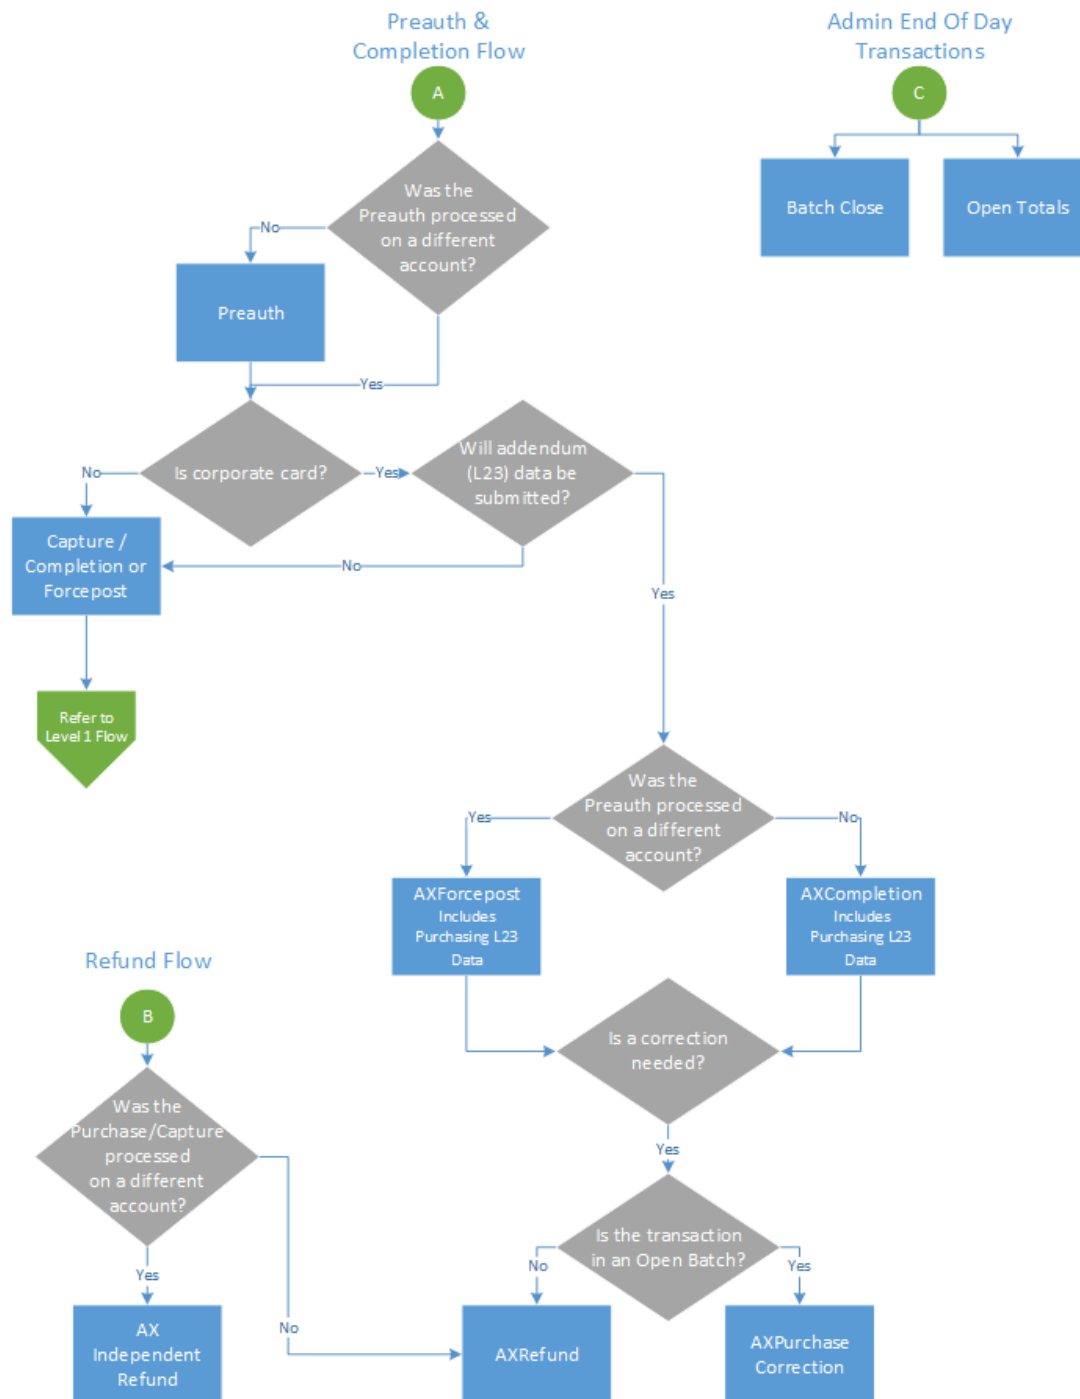 Preauth &
Completion Flow
A
Was the
Preauth processed
on a different
account?
No
Preauth
Yes
Is corporate card?
No
Yes
Will addendum
(L23) data be
submitted?
No
Yes
Capture /
Completion or
Forcepost
Refer to
Level 1 Flow
Was the
Preauth processed
on a different
account?
Yes
No
AXForcepost
Includes
Purchasing L23
Data
AXCompletion
Includes
Purchasing L23
Data
Is a correction
needed?
Yes
Is the transaction
in an Open Batch?
No
Yes
AXRefund
AXPurchase
Correction
Refund Flow
B
Was the
Purchase/Capture
processed
on a different
account?
Yes
No
AX
Independent
Refund
Admin End Of Day
Transactions
C
Batch Close
Open Totals